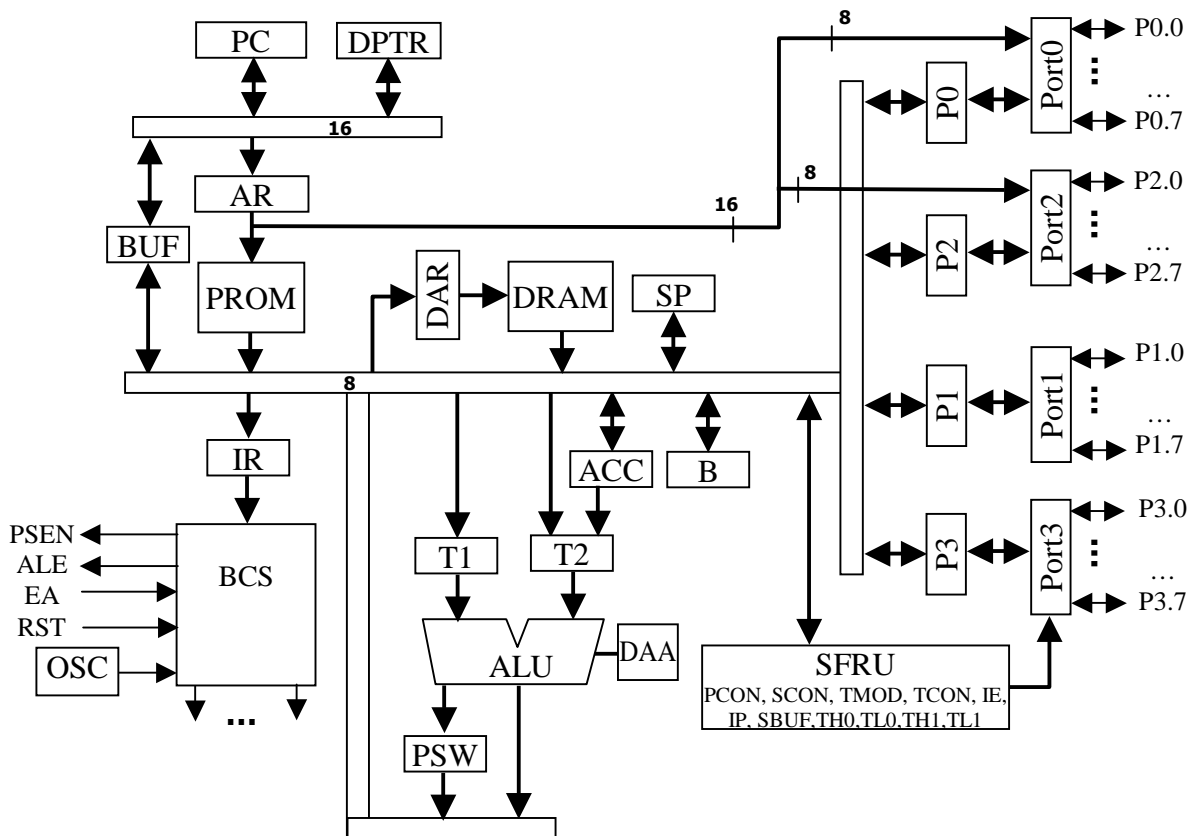 PC
DPTR
16
AR
BUF
PROM
DAR
DRAM
SP
8
16
8
8
IR
ACC
B
PSEN
ALE
EA
RST
OSC
BCS
...
T1
T2
ALU
DAA
PSW
SFRU
PCON, SCON, TMOD, TCON, IE,
IP, SBUF,TH0,TL0,TH1,TL1
P0
Port0
P0.0
...
...
P0.7
P2
Port2
P2.0
...
...
P2.7
P1
Port1
P1.0
...
...
P1.7
P3
Port3
P3.0
...
...
P3.7